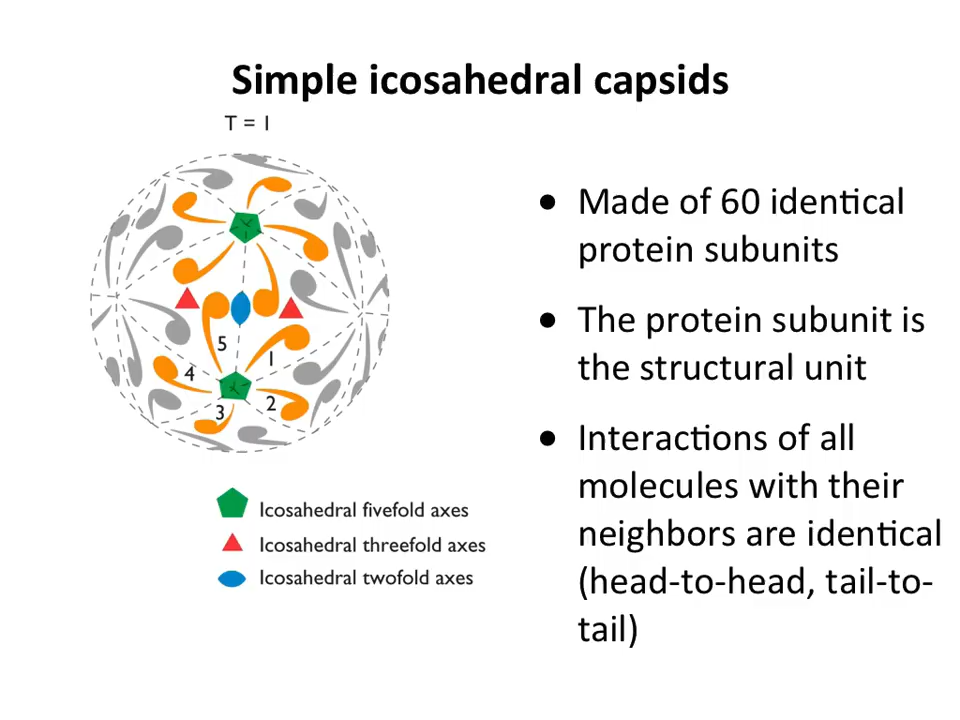 Simple icosahedral capsids
T = 1
5
1
4
2
3
Icosahedral fivefold axes
Icosahedral threefold axes
Icosahedral twofold axes
• Made of 60 identical
protein subunits
• The protein subunit is
the structural unit
• Interactions of all
molecules with their
neighbors are identical
(head-to-head, tail-to-
tail)